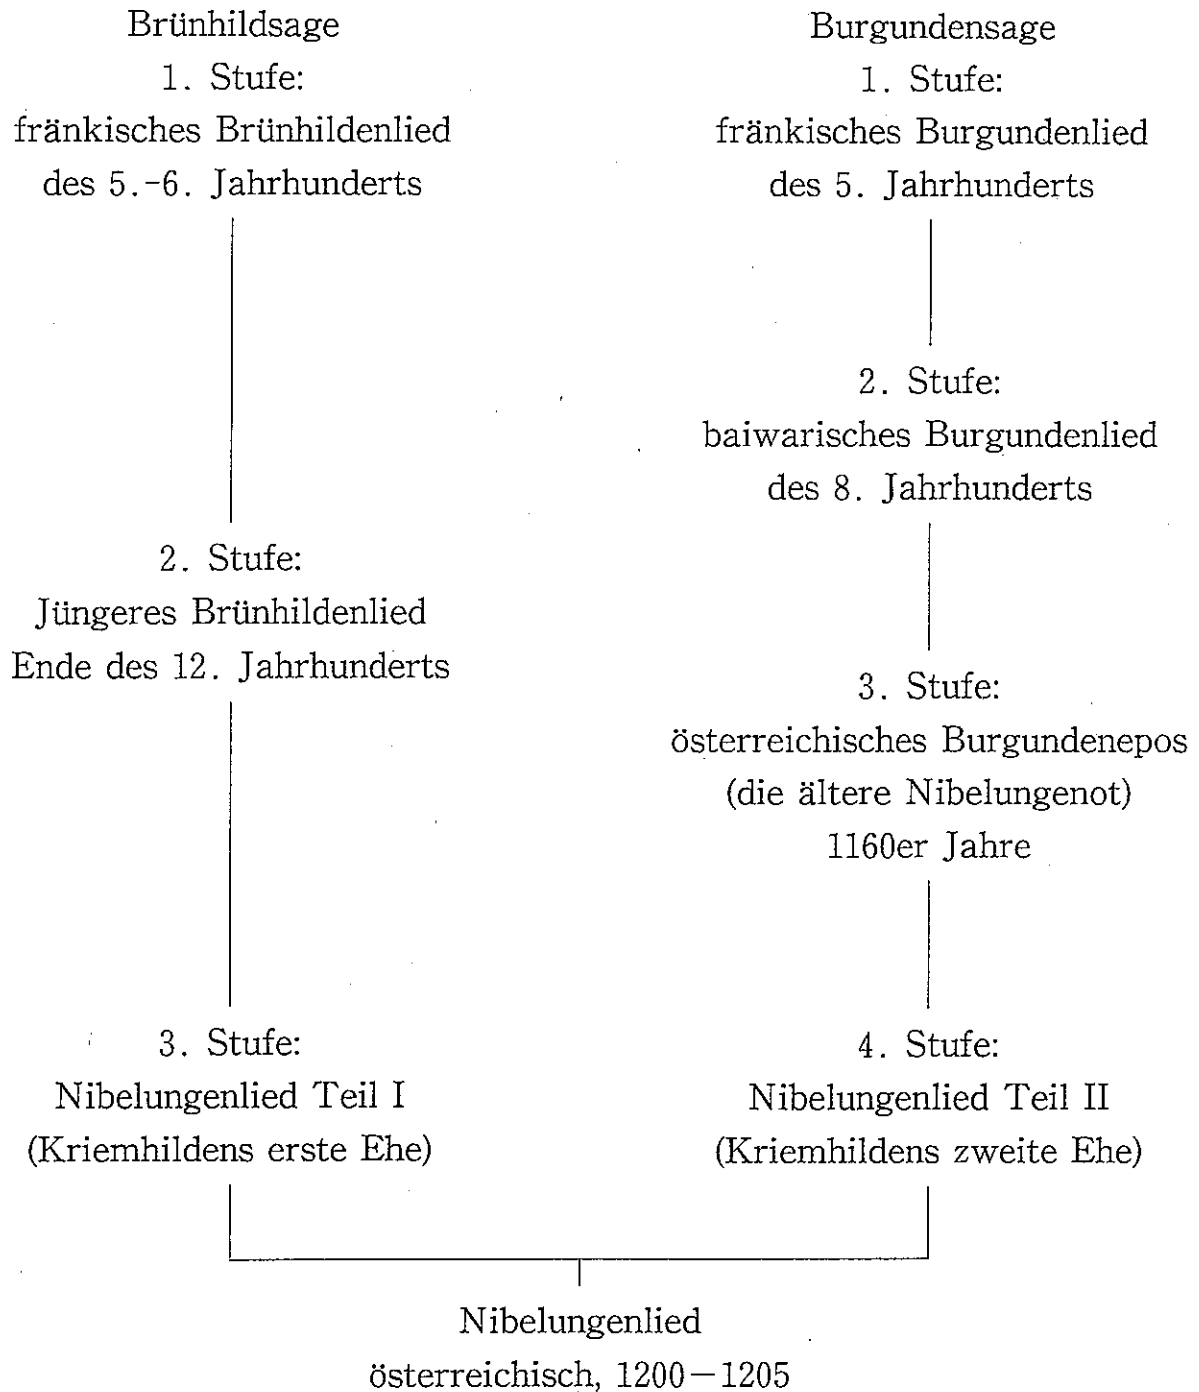 Brünhildsage
1. Stufe:
fränkisches Brünhildenlied
des 5.-6. Jahrhunderts
2. Stufe:
Jüngeres Brünhildenlied
Ende des 12. Jahrhunderts
3. Stufe:
Nibelungenlied Teil I
(Kriemhildens erste Ehe)
Burgundensage
1. Stufe:
fränkisches Burgundenlied
des 5. Jahrhunderts
2. Stufe:
baiwarisches Burgundenlied
des 8. Jahrhunderts
3. Stufe:
österreichisches Burgundenepos
(die ältere Nibelungenot)
1160er Jahre
4. Stufe:
Nibelungenlied Teil II
(Kriemhildens zweite Ehe)
Nibelungenlied
österreichisch, 1200－1205